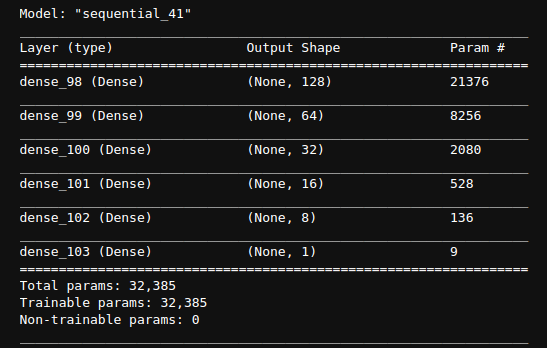 Model: "sequential_41"
Layer (type) Output Shape Param #
dense_98 (Dense) (None, 128) 21376
dense_99 (Dense) (None, 64) 8256
dense_100 (Dense) (None, 32) 2080
dense_101 (Dense) (None, 16) 528
dense_102 (Dense) (None, 8) 136
dense_103 (Dense) (None, 1) 9
Total params: 32,385
Trainable params: 32,385
Non-trainable params: 0